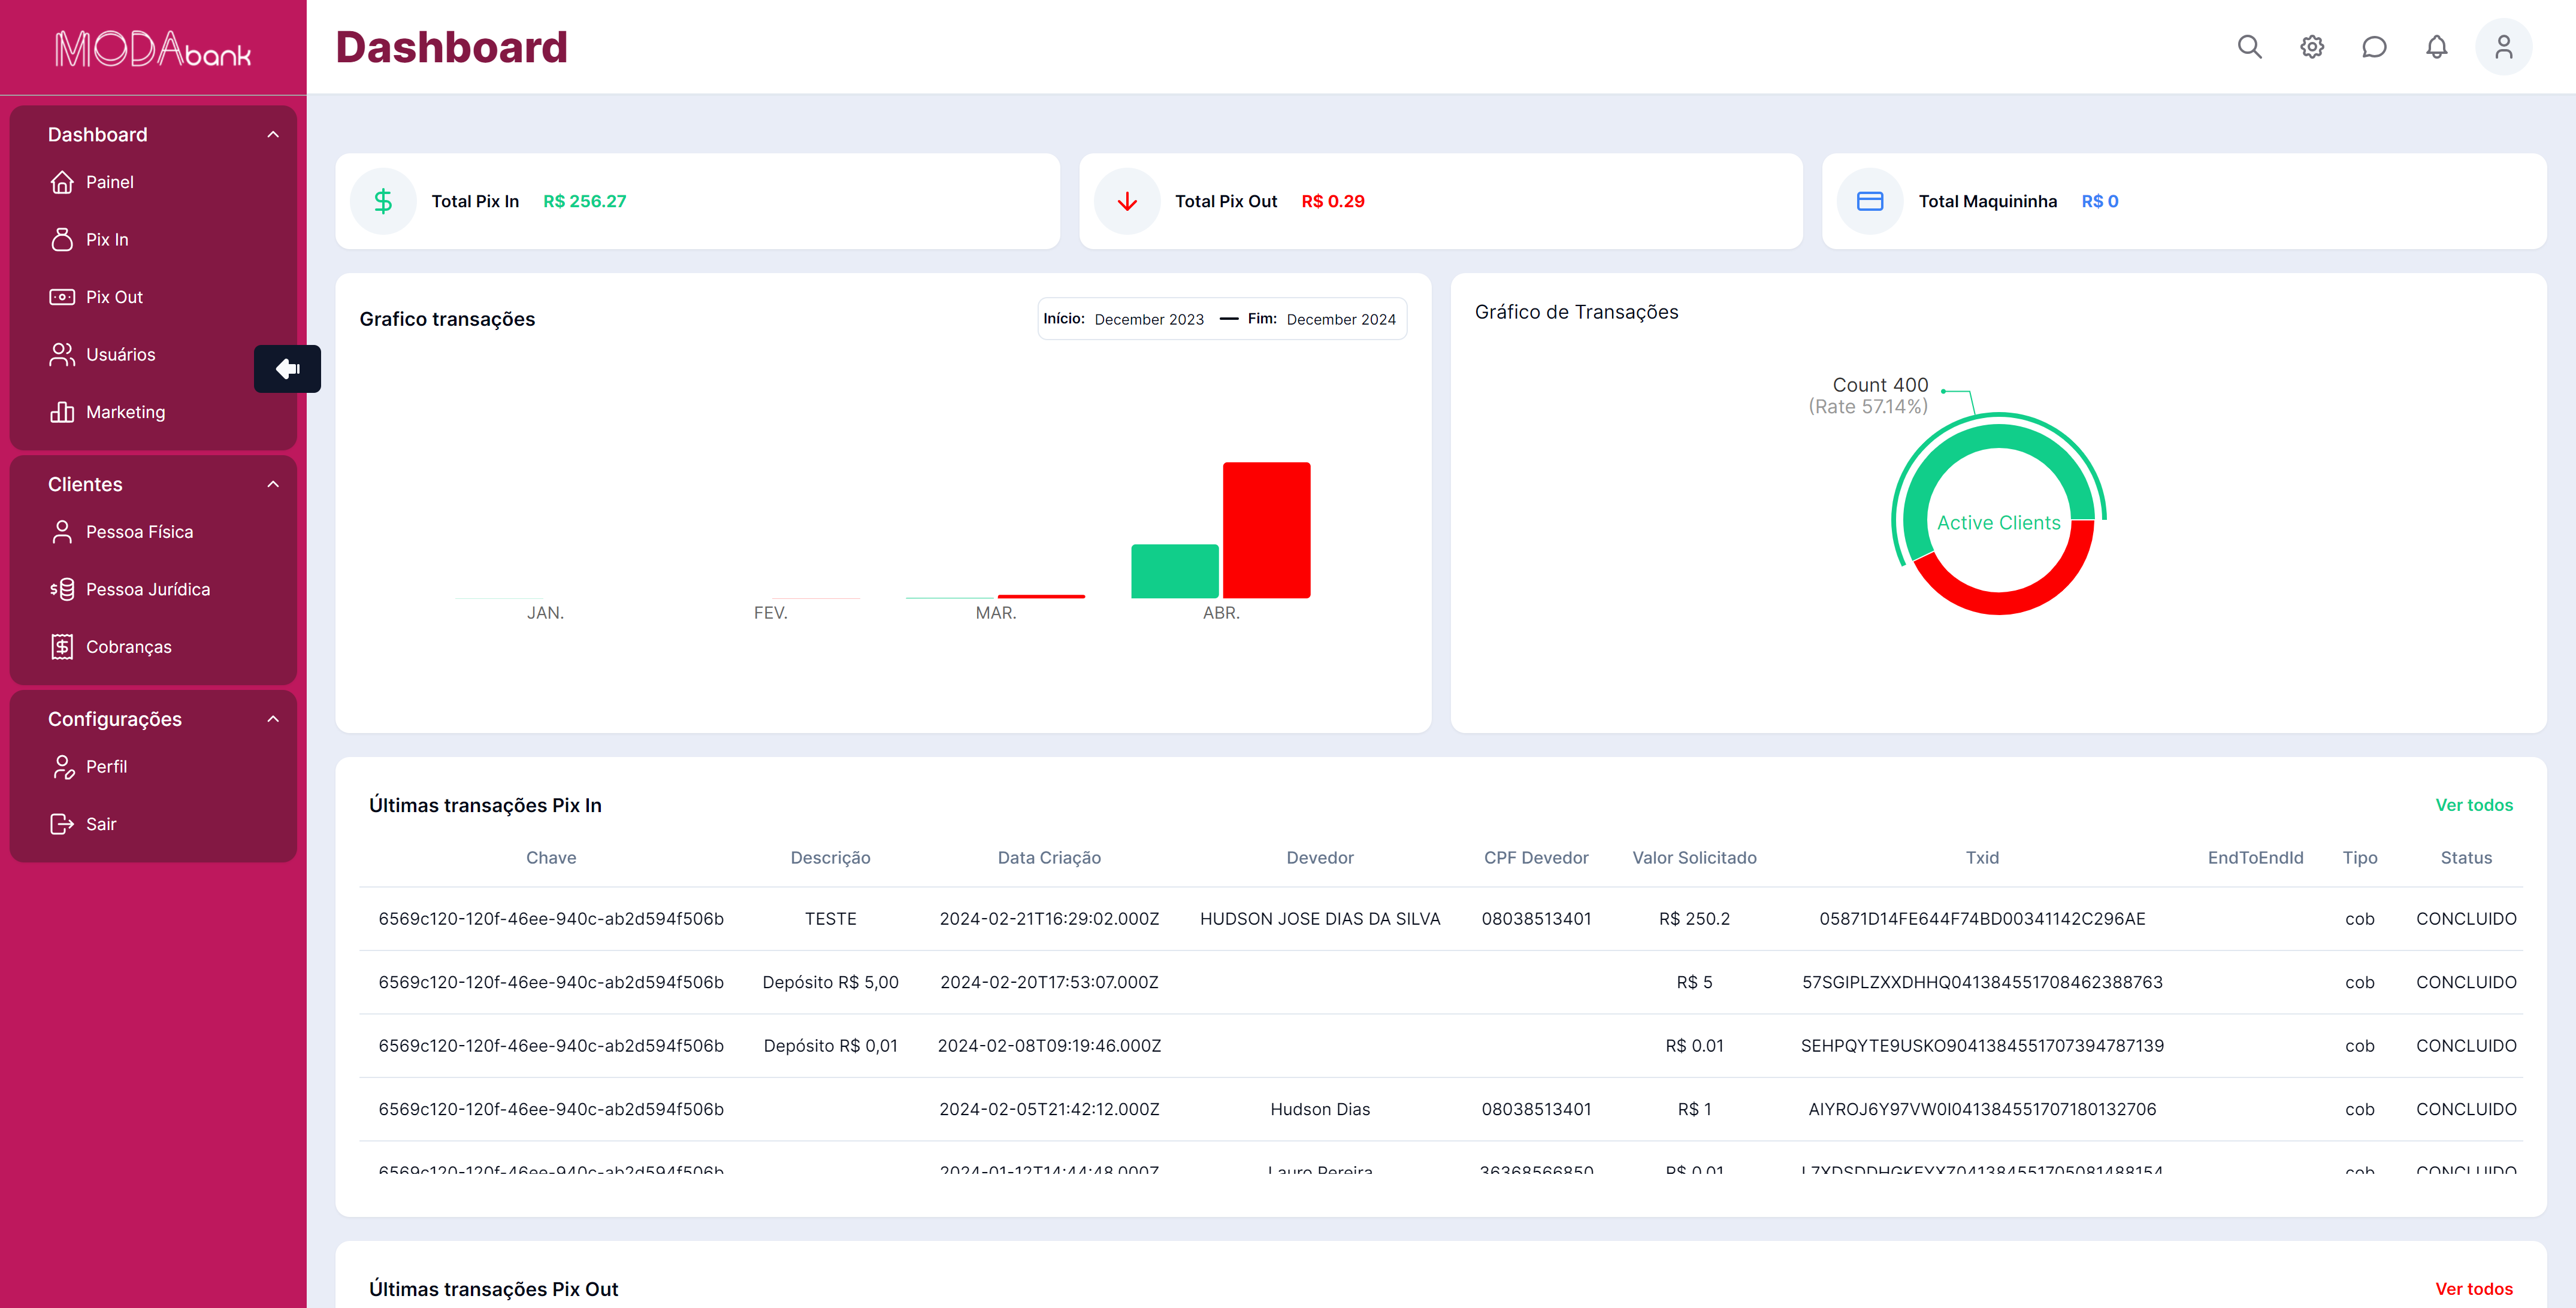 MODAbank
Dashboard
Dashboard
Painel
Pix In
Pix Out
Usuários
Marketing
Clientes
Pessoa Física
Pessoa Jurídica
Cobranças
Configurações
Perfil
Sair
Total Pix In R$ 256.27
Total Pix Out R$ 0.29
Total Maquininha R$ 0
Grafico transações
Início: December 2023 — Fim: December 2024
JAN. FEV. MAR. ABR.
Gráfico de Transações
Count 400
(Rate 57.14%)
Active Clients
Últimas transações Pix In Ver todos
Chave Descrição Data Criação Devedor CPF Devedor Valor Solicitado Txid EndToEndId Tipo Status
6569c120-120f-46ee-940c-ab2d594f506b TESTE 2024-02-21T16:29:02.000Z HUDSON JOSE DIAS DA SILVA 08038513401 R$ 250.2 05871D14FE644F74BD00341142C296AE cob CONCLUIDO
6569c120-120f-46ee-940c-ab2d594f506b Depósito R$ 5,00 2024-02-20T17:53:07.000Z R$ 5 57SGIPLZXXDHHQ041384551708462388763 cob CONCLUIDO
6569c120-120f-46ee-940c-ab2d594f506b Depósito R$ 0,01 2024-02-08T09:19:46.000Z R$ 0.01 SEHPQYTE9USKO9041384551707394787139 cob CONCLUIDO
6569c120-120f-46ee-940c-ab2d594f506b 2024-02-05T21:42:12.000Z Hudson Dias 08038513401 R$ 1 AIYROJ6Y97VW0I041384551707180132706 cob CONCLUIDO
6569c120-120f-46ee-940c-ab2d594f506b 2024-01-12T14:44:48.000Z Lauro Pereira 36368566850 R$ 0.01 cob CONCLUIDO
Últimas transações Pix Out Ver todos